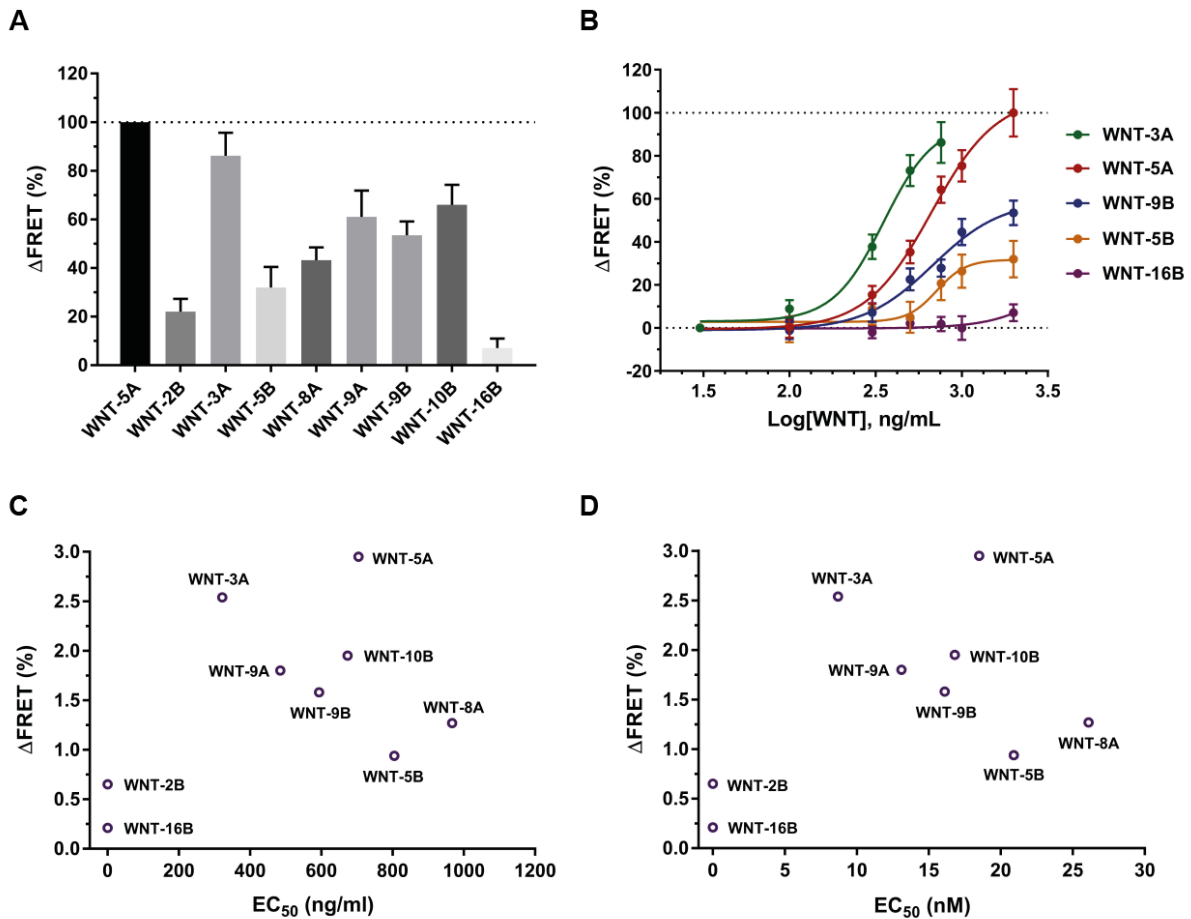 A
ΔFRET (%)
120
100
80
60
40
20
0
WNT-5A
WNT-2B
WNT-3A
WNT-5B
WNT-8A
WNT-9A
WNT-9B
WNT-10B
WNT-16B
B
ΔFRET (%)
120
100
80
60
40
20
0
-20
1.5
2.0
2.5
3.0
3.5
Log[WNT], ng/mL
WNT-3A
WNT-5A
WNT-9B
WNT-5B
WNT-16B
C
ΔFRET (%)
3.0
2.5
2.0
1.5
1.0
0.5
0.0
WNT-5A
WNT-3A
WNT-10B
WNT-9A
WNT-9B
WNT-8A
WNT-5B
WNT-2B
WNT-16B
0
200
400
600
800
1000
1200
EC50 (ng/ml)
D
ΔFRET (%)
3.0
2.5
2.0
1.5
1.0
0.5
0.0
WNT-5A
WNT-3A
WNT-10B
WNT-9A
WNT-9B
WNT-8A
WNT-5B
WNT-2B
WNT-16B
0
5
10
15
20
25
30
EC50 (nM)